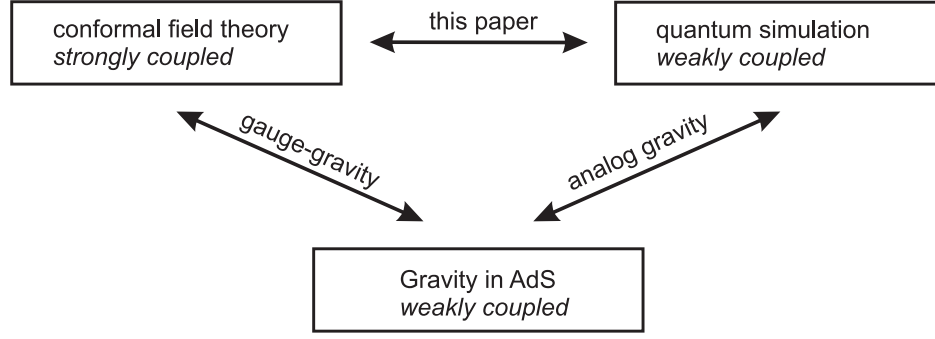 conformal field theory
strongly coupled
this paper
quantum simulation
weakly coupled
gauge-gravity
analog gravity
Gravity in AdS
weakly coupled